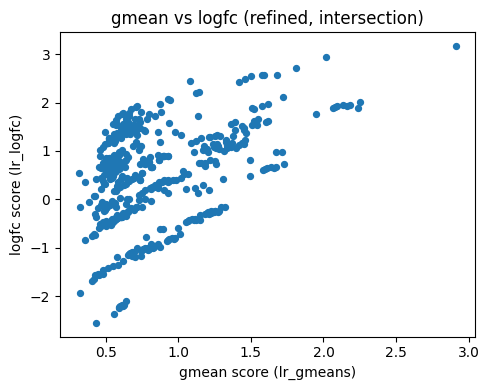 gmean vs logfc (refined, intersection)
logfc score (lr_logfc)
3
2
1
0
−1
−2
0.5 1.0 1.5 2.0 2.5 3.0
gmean score (lr_gmeans)